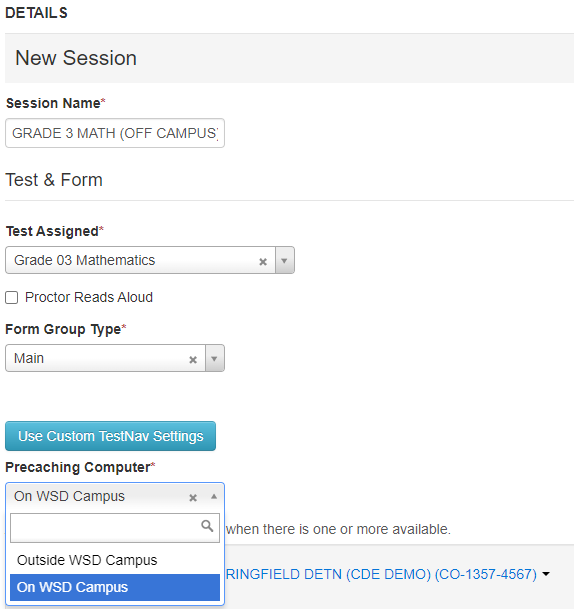 DETAILS
New Session
Session Name*
GRADE 3 MATH (OFF CAMPUS)
Test & Form
Test Assigned*
Grade 03 Mathematics
Proctor Reads Aloud
Form Group Type*
Main
Use Custom TestNav Settings
Precaching Computer*
On WSD Campus
when there is one or more available.
Outside WSD Campus
RINGFIELD DETN (CDE DEMO) (CO-1357-4567)
On WSD Campus